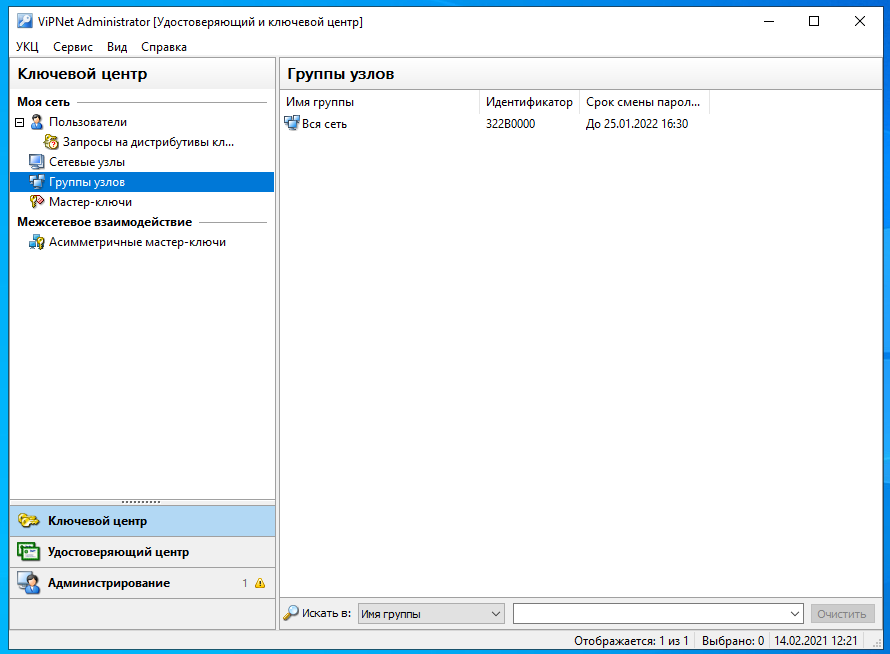 ViPNet Administrator [Удостоверяющий и ключевой центр]
УКЦ Сервис Вид Справка
Ключевой центр
Моя сеть
Пользователи
Запросы на дистрибутивы кл...
Сетевые узлы
Группы узлов
Мастер-ключи
Межсетевое взаимодействие
Асимметричные мастер-ключи
Ключевой центр
Удостоверяющий центр
Администрирование 1
Группы узлов
Имя группы Идентификатор Срок смены парол...
Вся сеть 322B0000 До 25.01.2022 16:30
Искать в: Имя группы Очистить
Отображается: 1 из 1 Выбрано: 0 14.02.2021 12:21